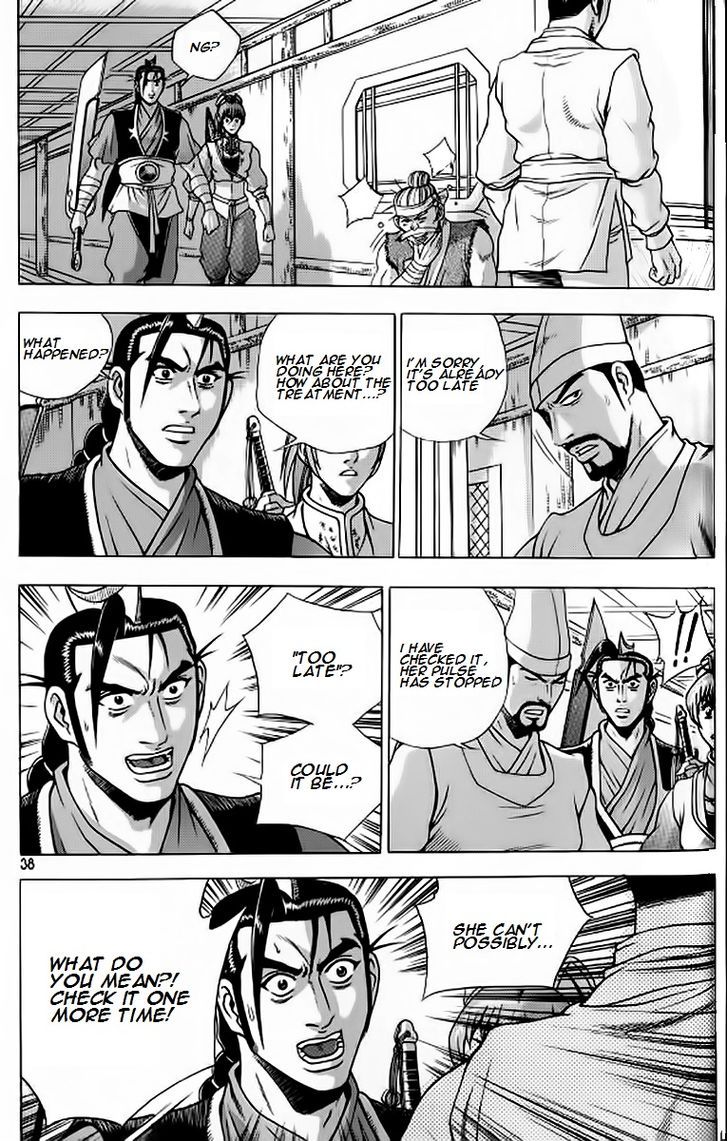 NG?
WHAT
HAPPENED?
WHAT ARE YOU
DOING HERE?
HOW ABOUT THE
TREATMENT...?
I'M SORRY
IT'S ALREADY
TOO LATE
"TOO
LATE"?
COULD
IT BE...?
I HAVE
CHECKED IT,
HER PULSE
HAS STOPPED
!!
38
WHAT DO
YOU MEAN?!
CHECK IT ONE
MORE TIME!
SHE CAN'T
POSSIBLY...